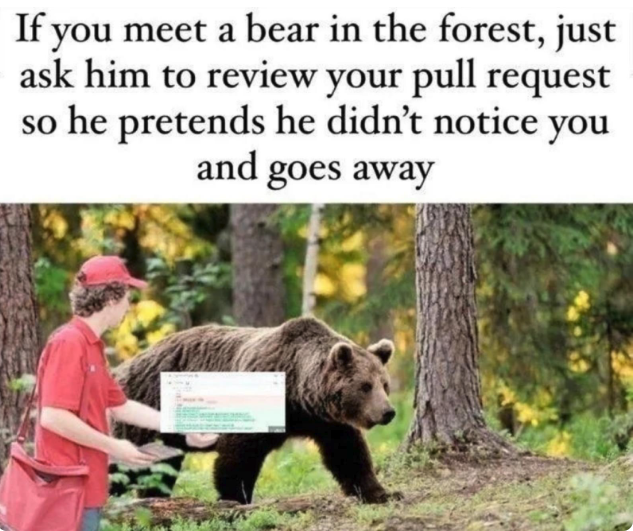 If you meet a bear in the forest, just
ask him to review your pull request
so he pretends he didn't notice you
and goes away